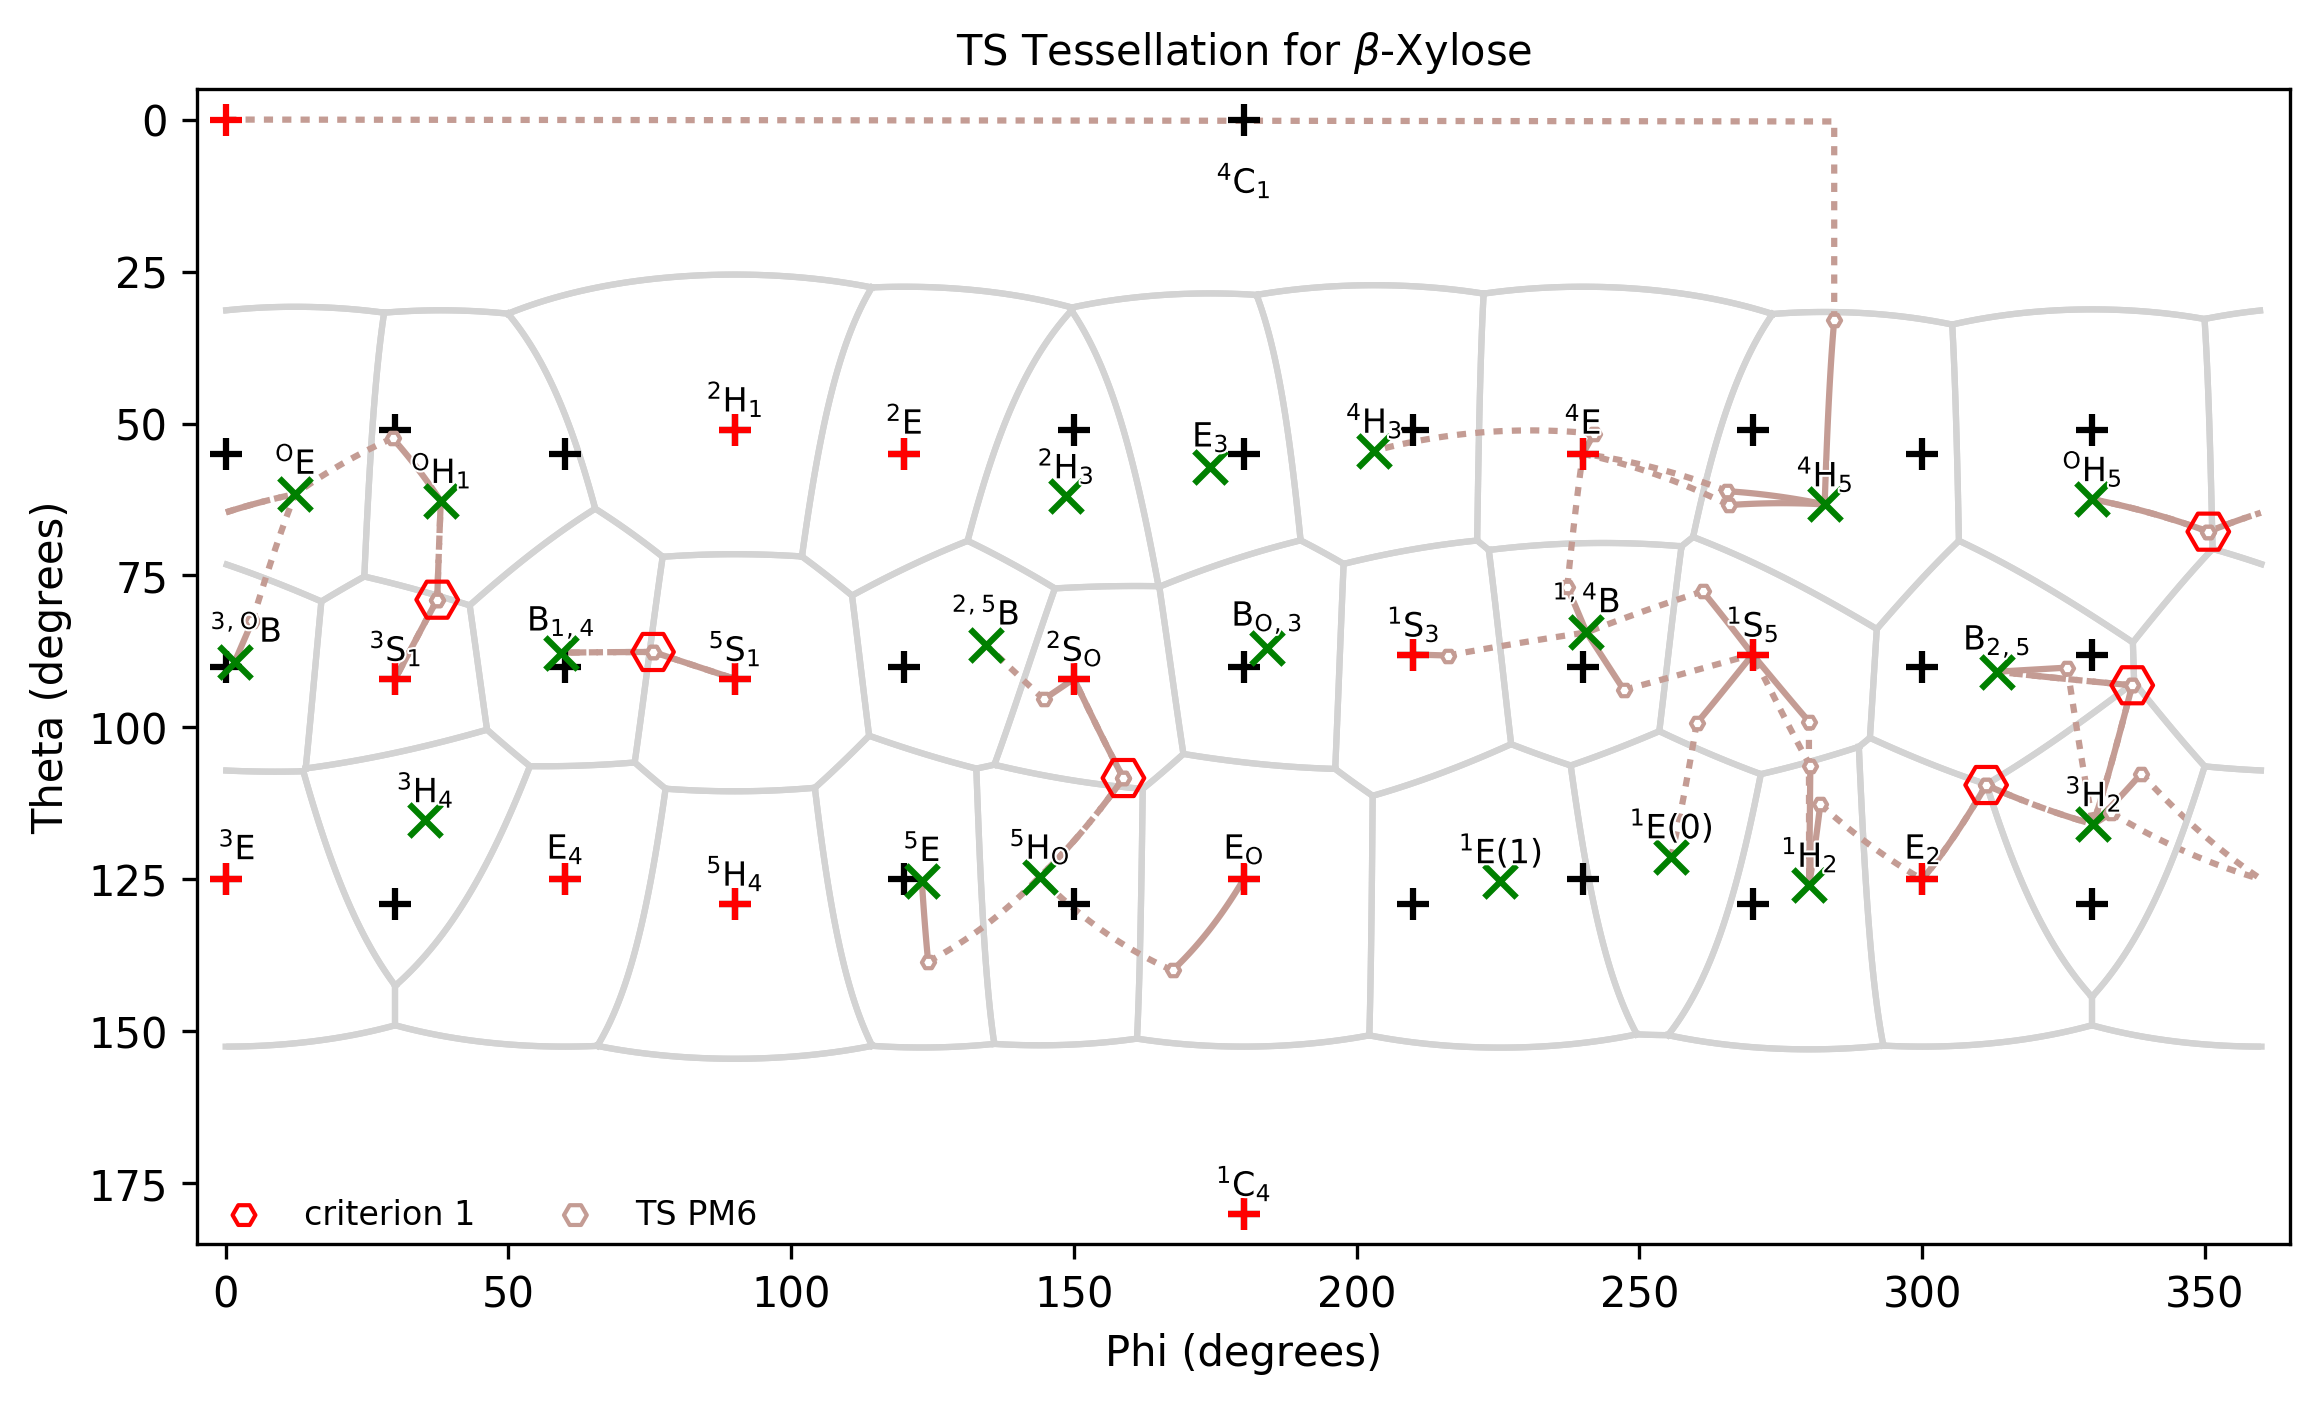 TS Tessellation for β-Xylose
Theta (degrees)
0
25
50
75
100
125
150
175
⁴C₁
²H₁
²E
⁴H₃
⁴E
E₃
ᴼE
ᴼH₁
²H₃
⁴H₅
ᴼH₅
³,ᴼB
³S₁
B₁,₄
⁵S₁
²,⁵B
²Sₒ
Bₒ,₃
¹S₃
¹,⁴B
¹S₅
B₂,₅
³H₄
³H₂
³E
E₄
⁵H₄
⁵E
⁵Hₒ
Eₒ
¹E(1)
¹E(0)
¹H₂
E₂
¹C₄
criterion 1
TS PM6
0
50
100
150
200
250
300
350
Phi (degrees)